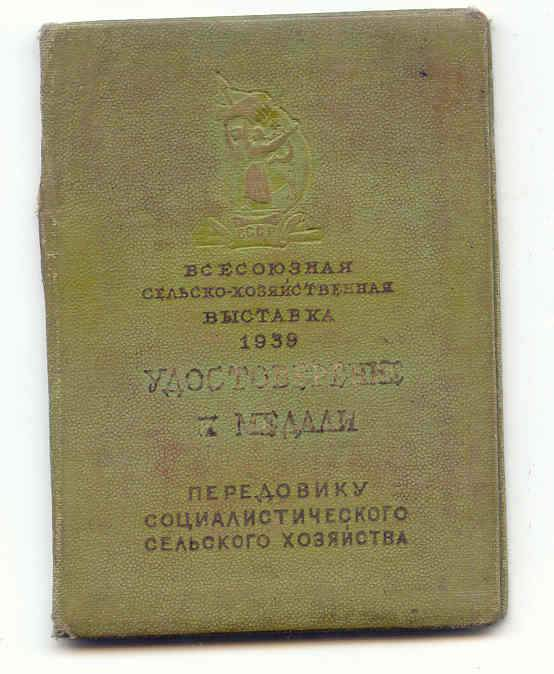 СССР
ВСЕСОЮЗНАЯ
СЕЛЬСКО-ХОЗЯЙСТВЕННАЯ
ВЫСТАВКА
1939
УДОСТОВЕРЕНИЕ
К МЕДАЛИ
ПЕРЕДОВИКУ
СОЦИАЛИСТИЧЕСКОГО
СЕЛЬСКОГО ХОЗЯЙСТВА